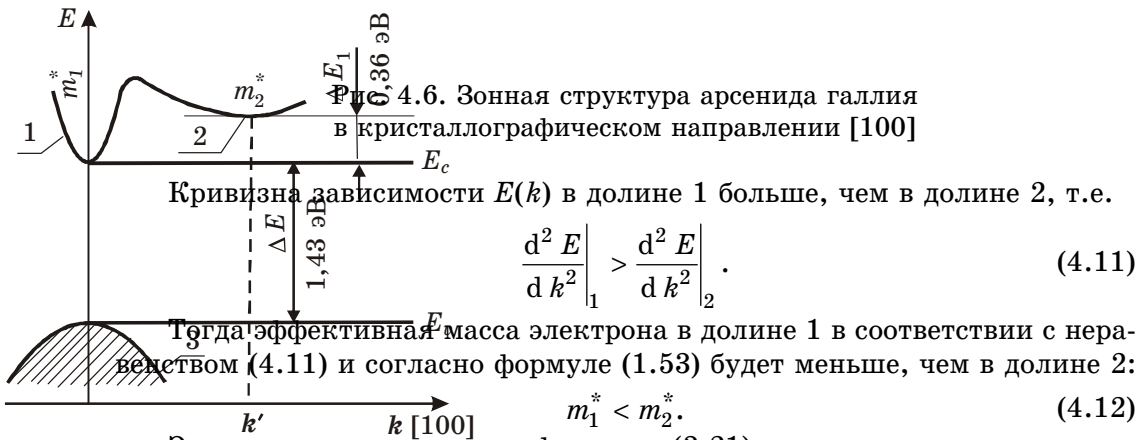 E
m₁*
m₂*
1
2
ΔE₁
0,36 эВ
Рис. 4.6. Зонная структура арсенида галлия
в кристаллографическом направлении [100]
E_c
Кривизна зависимости E(k) в долине 1 больше, чем в долине 2, т.е.
ΔE
1,43 эВ
d² E / d k² |₁ > d² E / d k² |₂ . (4.11)
3
Тогда эффективная масса электрона в долине 1 в соответствии с нера-
венством (4.11) и согласно формуле (1.53) будет меньше, чем в долине 2:
m₁* < m₂*. (4.12)
k′
k [100]